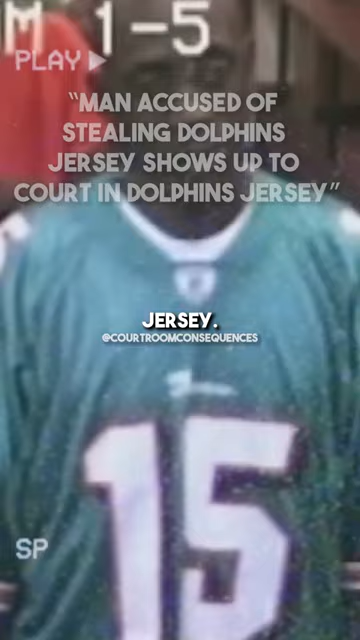 M 1-5
PLAY
“MAN ACCUSED OF
STEALING DOLPHINS
JERSEY SHOWS UP TO
COURT IN DOLPHINS JERSEY”
JERSEY.
@COURTROOMCONSEQUENCES
15
SP